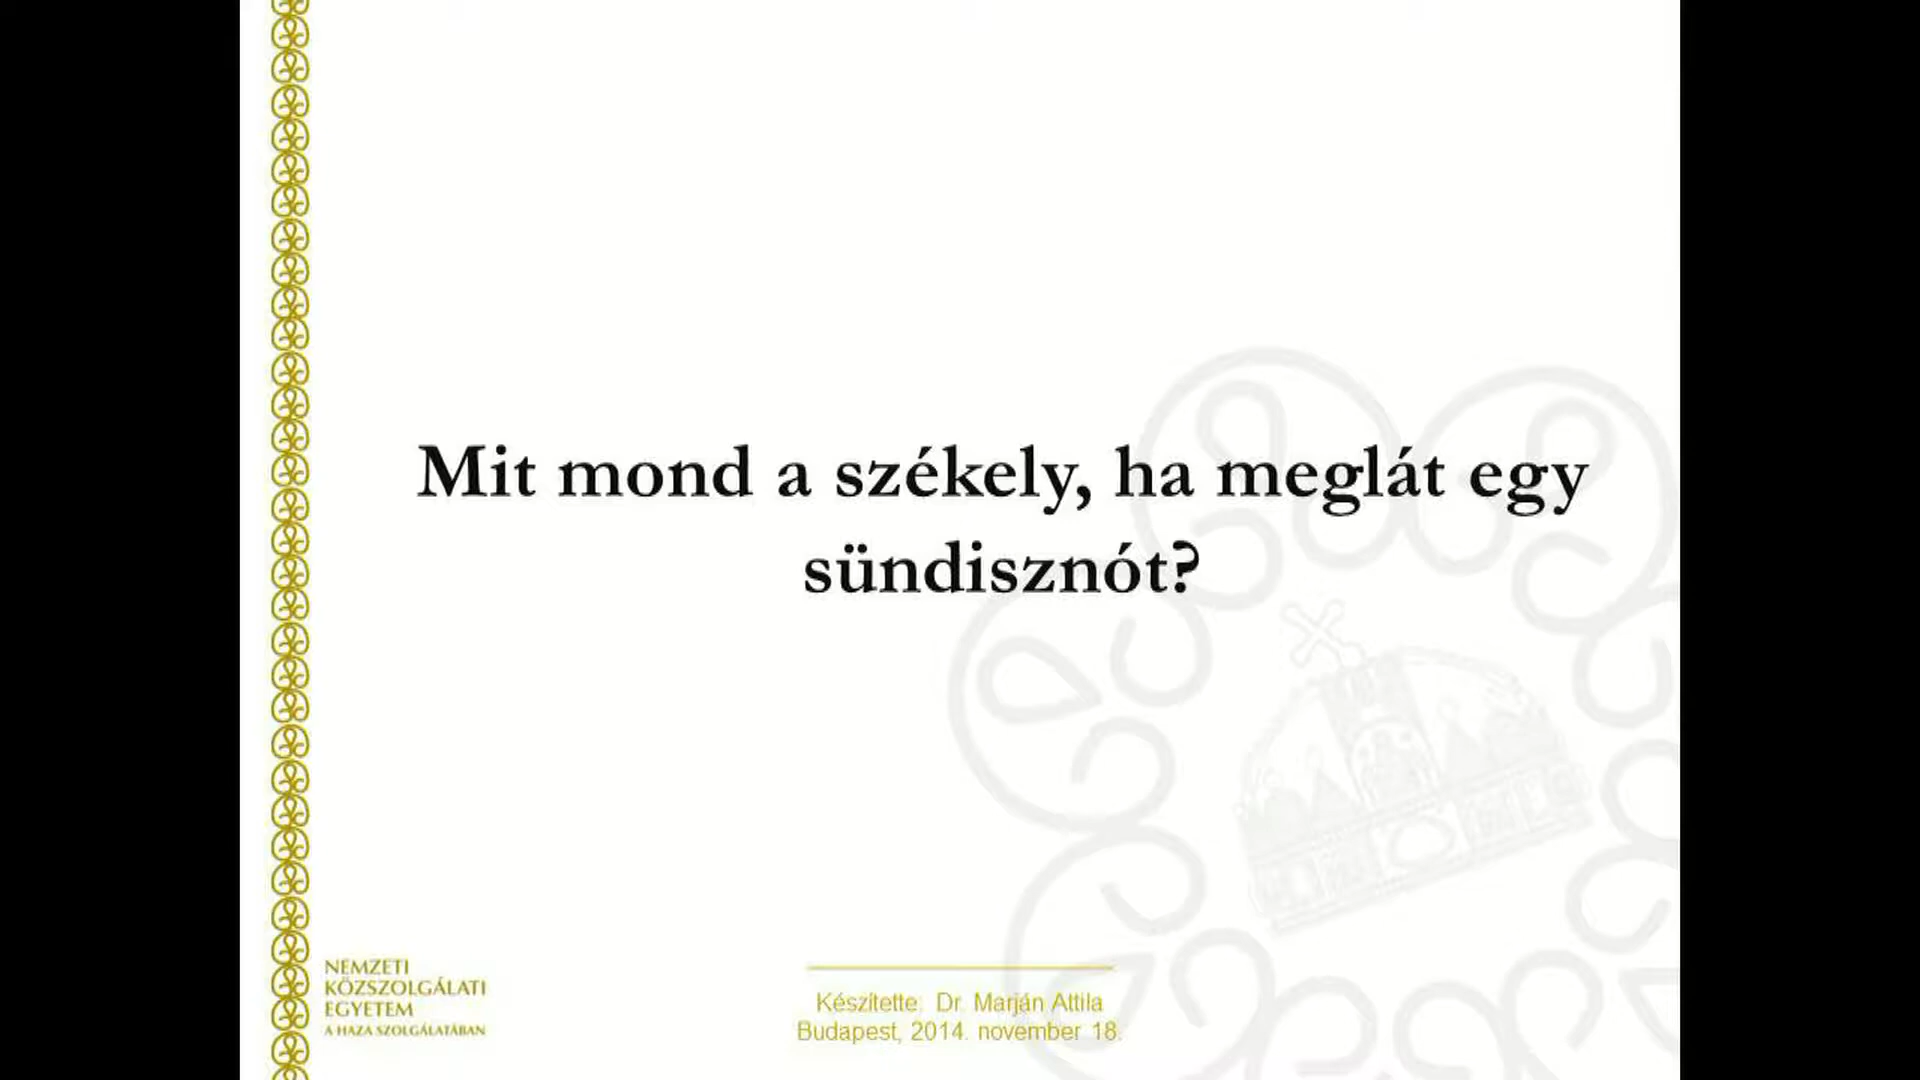 Mit mond a székely, ha meglát egy
sündisznót?
NEMZETI
KÖZSZOLGÁLATI
EGYETEM
A HAZA SZOLGÁLATÁBAN
Készítette: Dr. Marján Attila
Budapest, 2014. november 18.